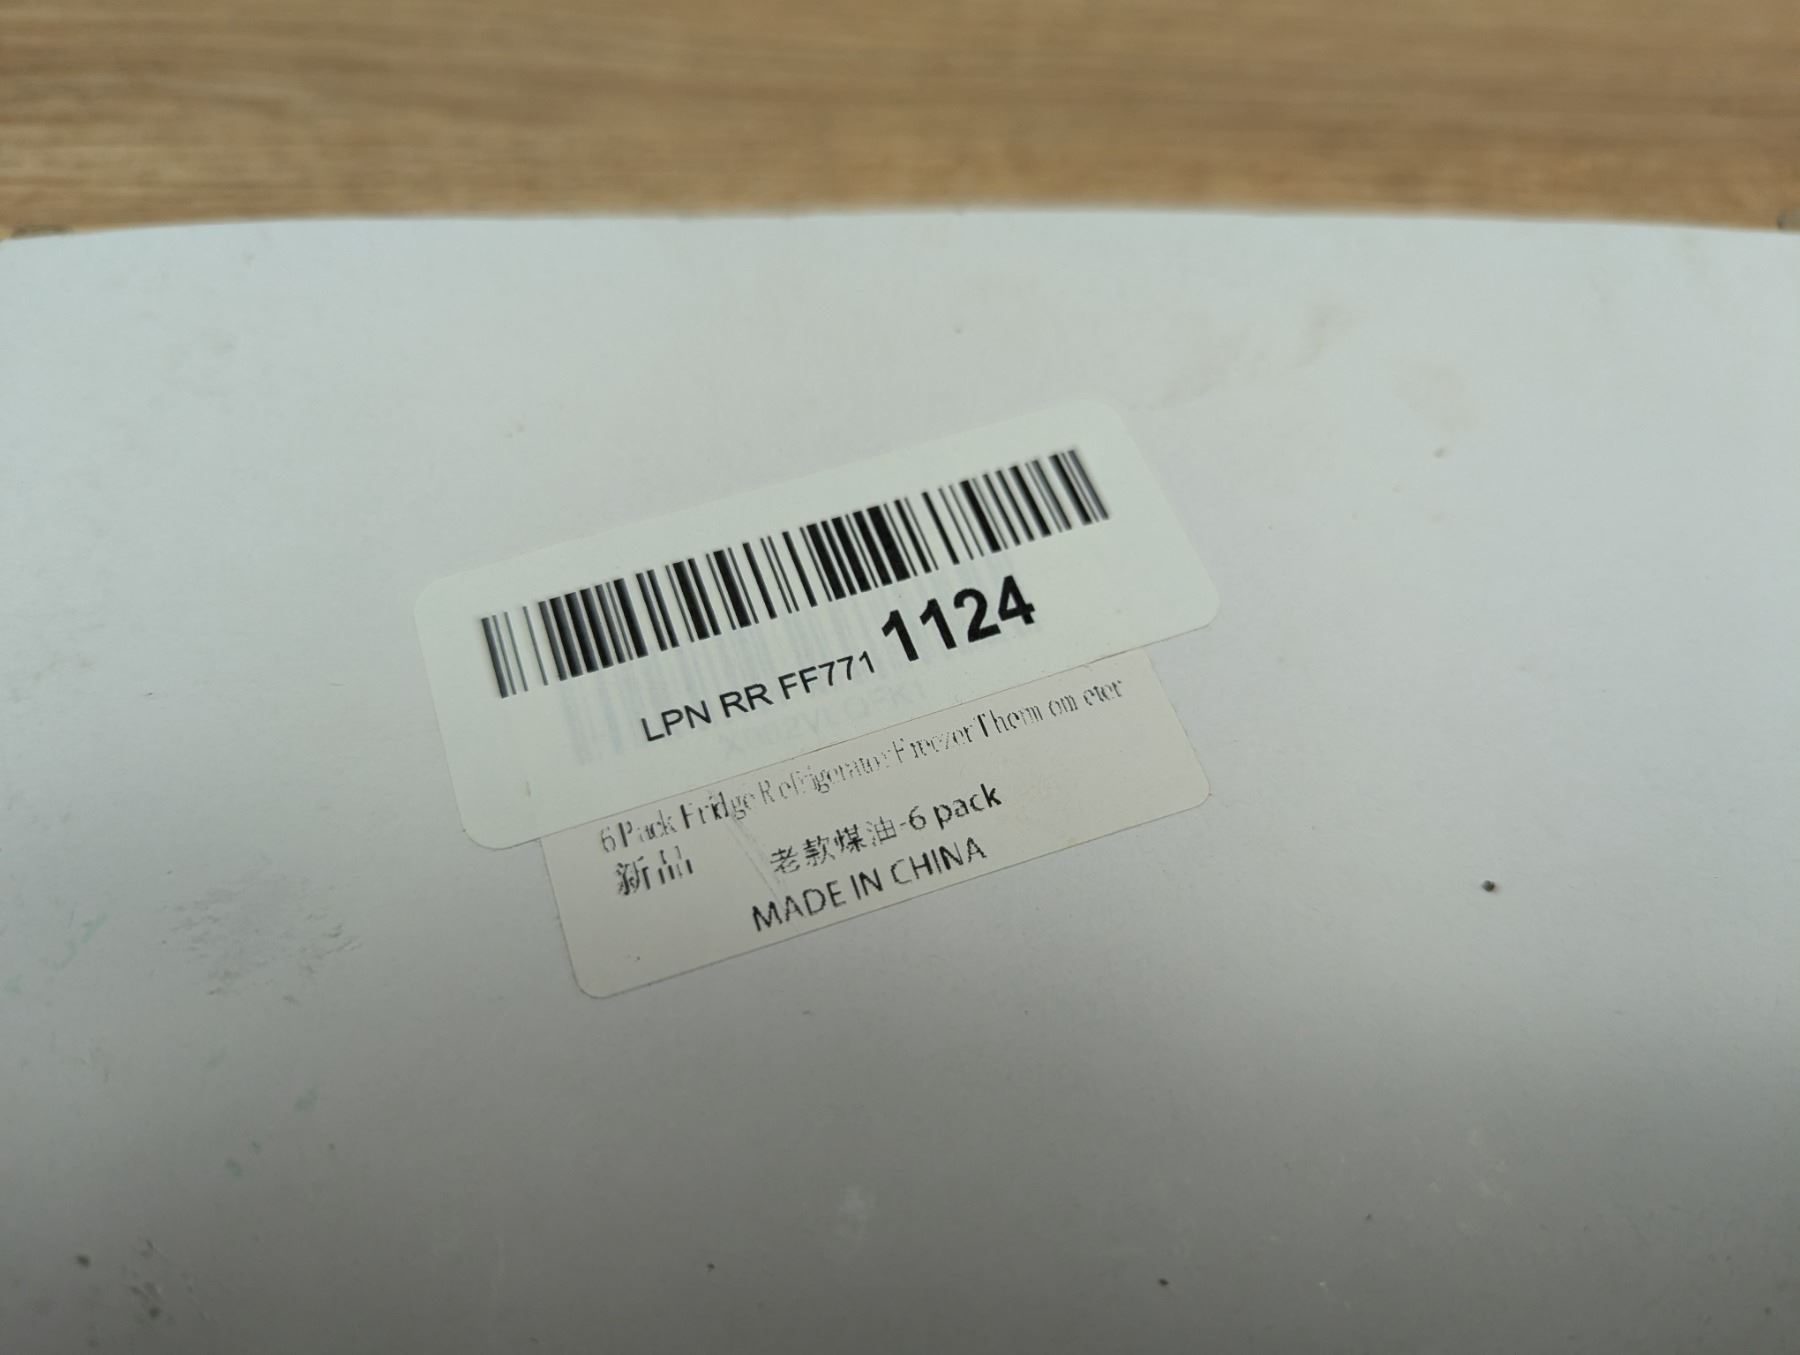 LPN RR FF771 1124
6 Pack Fridge Refrigerator Freezer Thermometer
新品 老款煤油-6 pack
MADE IN CHINA